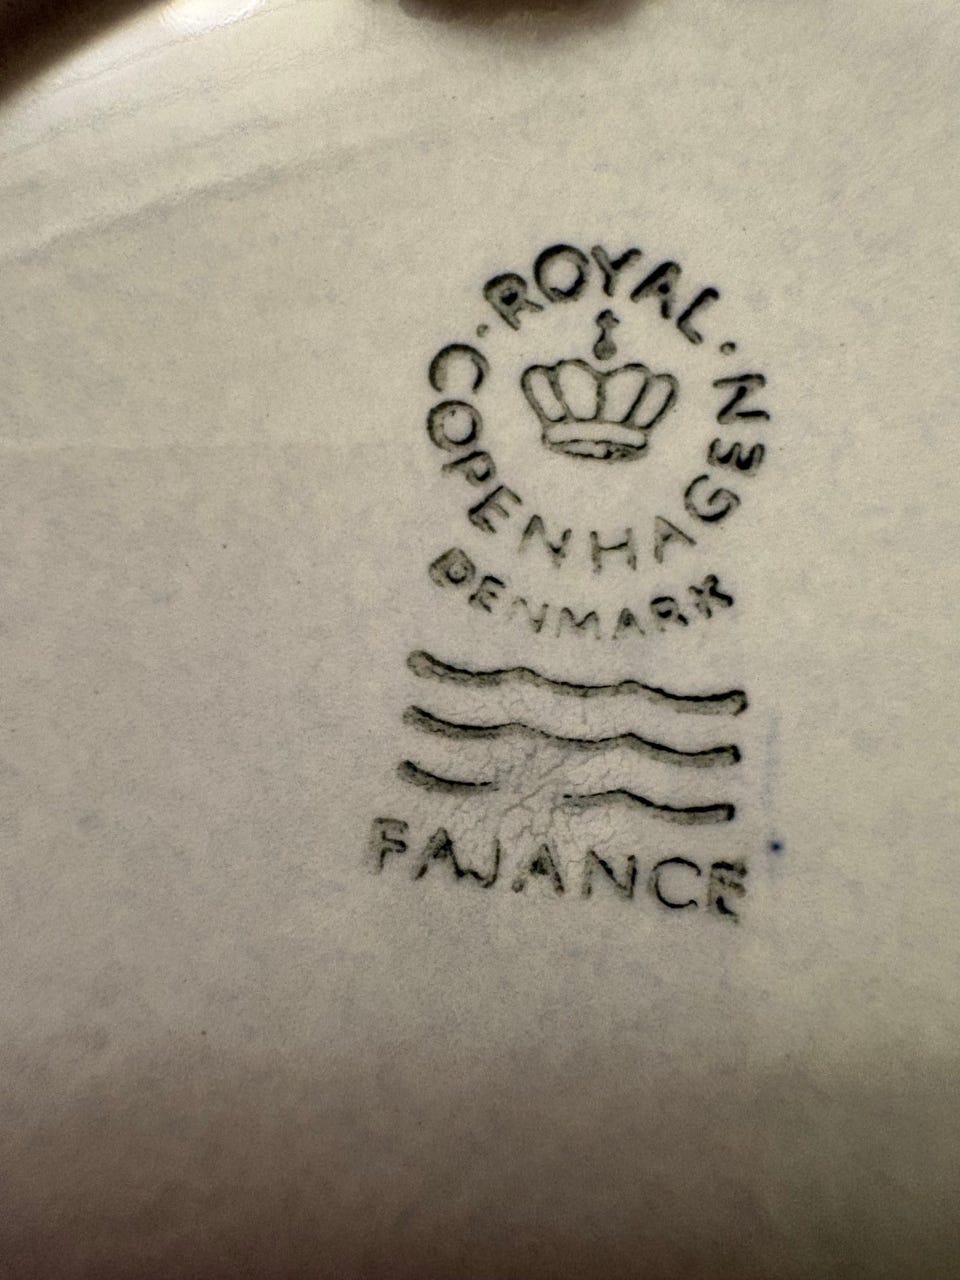 ROYAL · COPENHAGEN ·
DENMARK
FAJANCE